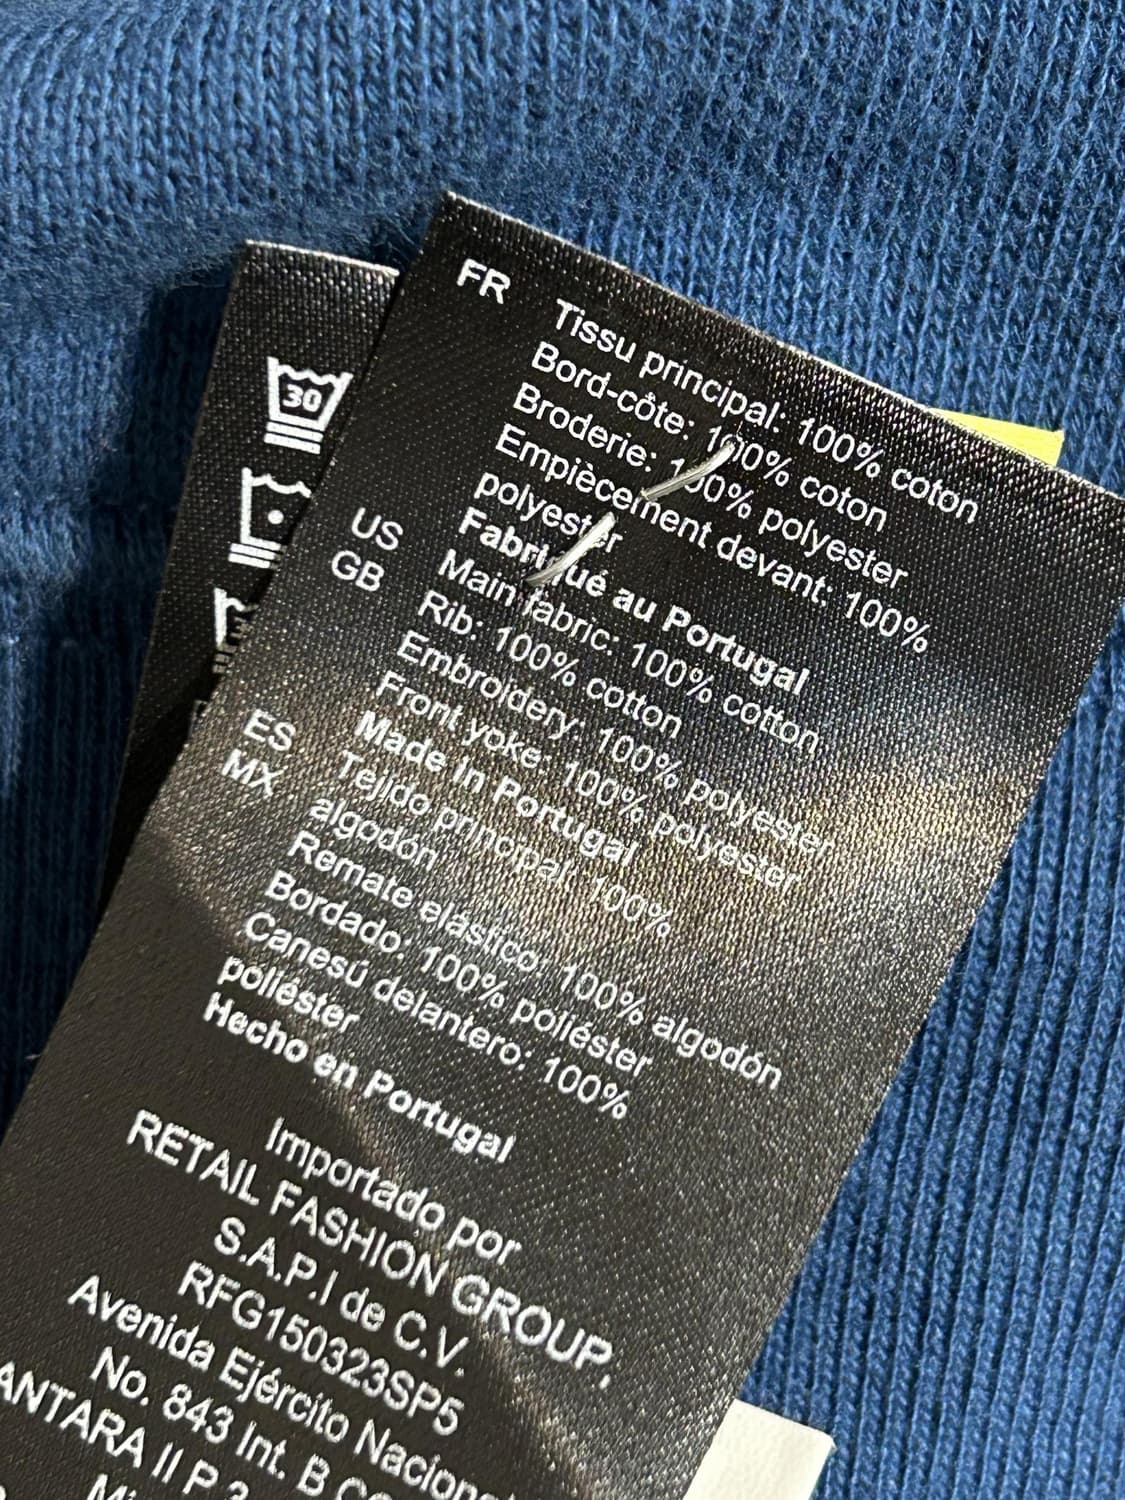 30
FR
Tissu principal: 100% coton
Bord-côte: 100% coton
Broderie: 100% polyester
Empiècement devant: 100%
polyester
Fabriqué au Portugal
US
GB
Main fabric: 100% cotton
Rib: 100% cotton
Embroidery: 100% polyester
Front yoke: 100% polyester
Made in Portugal
ES
MX
Tejido principal: 100%
algodón
Remate elástico: 100% algodón
Bordado: 100% poliéster
Canesú delantero: 100%
poliéster
Hecho en Portugal
Importado por
RETAIL FASHION GROUP,
S.A.P.I de C.V.
RFG150323SP5
Avenida Ejército Nacional
No. 843 Int. B
II P